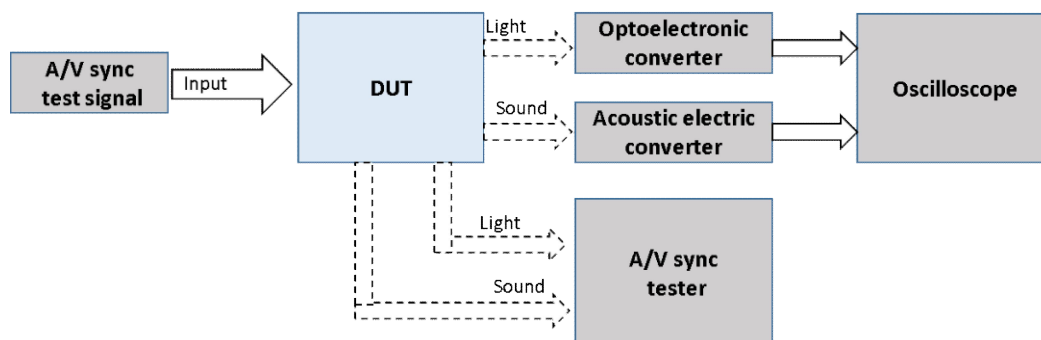 A/V sync
test signal
Input
DUT
Light
Optoelectronic
converter
Sound
Acoustic electric
converter
Oscilloscope
Light
Sound
A/V sync
tester